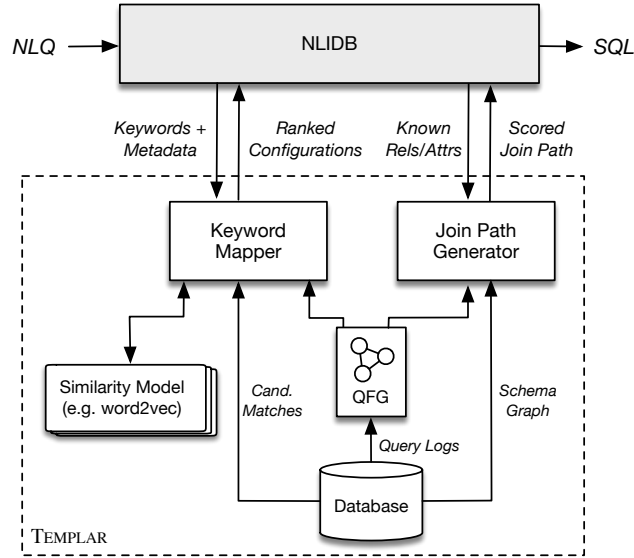 NLQ
NLIDB
SQL
Keywords +
Metadata
Ranked
Configurations
Known
Rels/Attrs
Scored
Join Path
Keyword
Mapper
Join Path
Generator
Similarity Model
(e.g. word2vec)
Cand.
Matches
QFG
Schema
Graph
Query Logs
Database
TEMPLAR